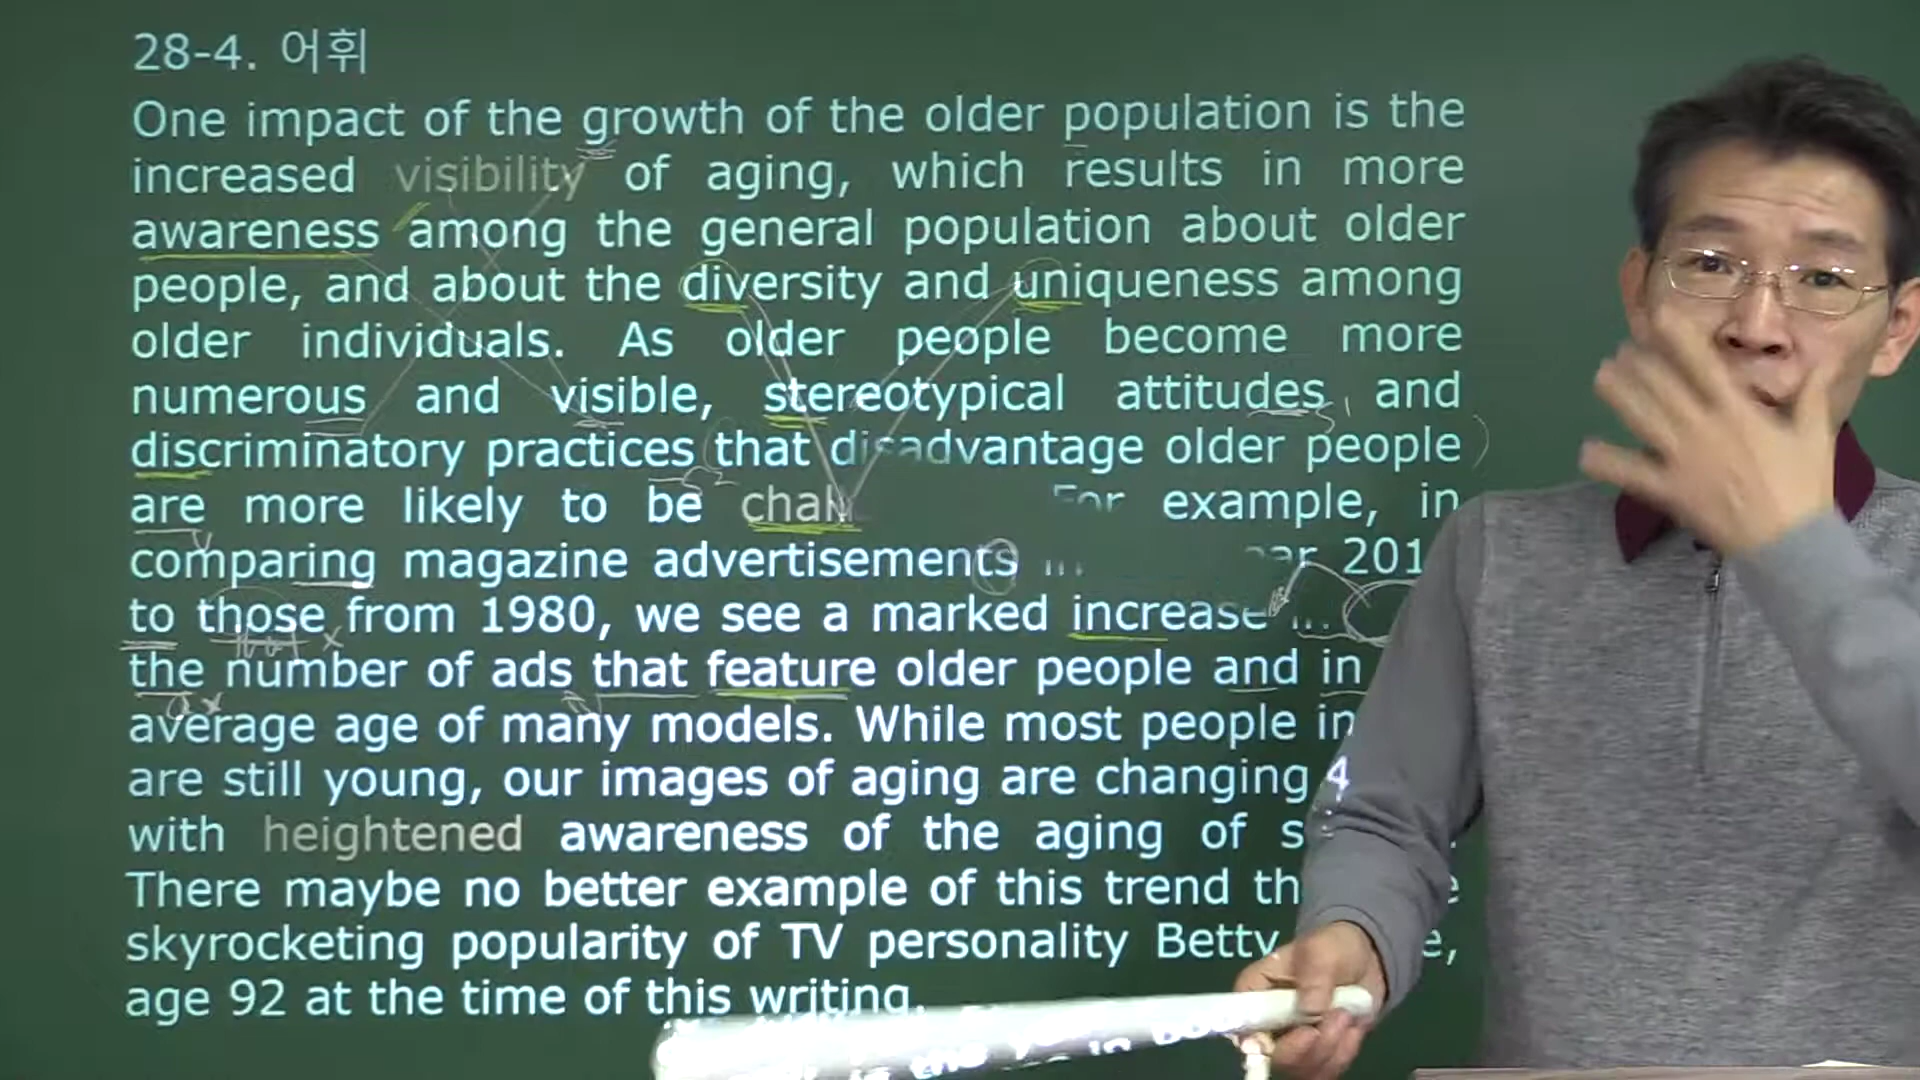 28-4. 어휘
One impact of the growth of the older population is the
increased visibility of aging, which results in more
awareness among the general population about older
people, and about the diversity and uniqueness among
older individuals. As older people become more
numerous and visible, stereotypical attitudes, and
discriminatory practices that disadvantage older people
are more likely to be For example, in
comparing magazine advertisements 201
to those from 1980, we see a marked increase
the number of ads that feature older people and in
average age of many models. While most people in
are still young, our images of aging are changing
with heightened awareness of the aging of
There maybe no better example of this trend
skyrocketing popularity of TV personality Betty
age 92 at the time of this writing.